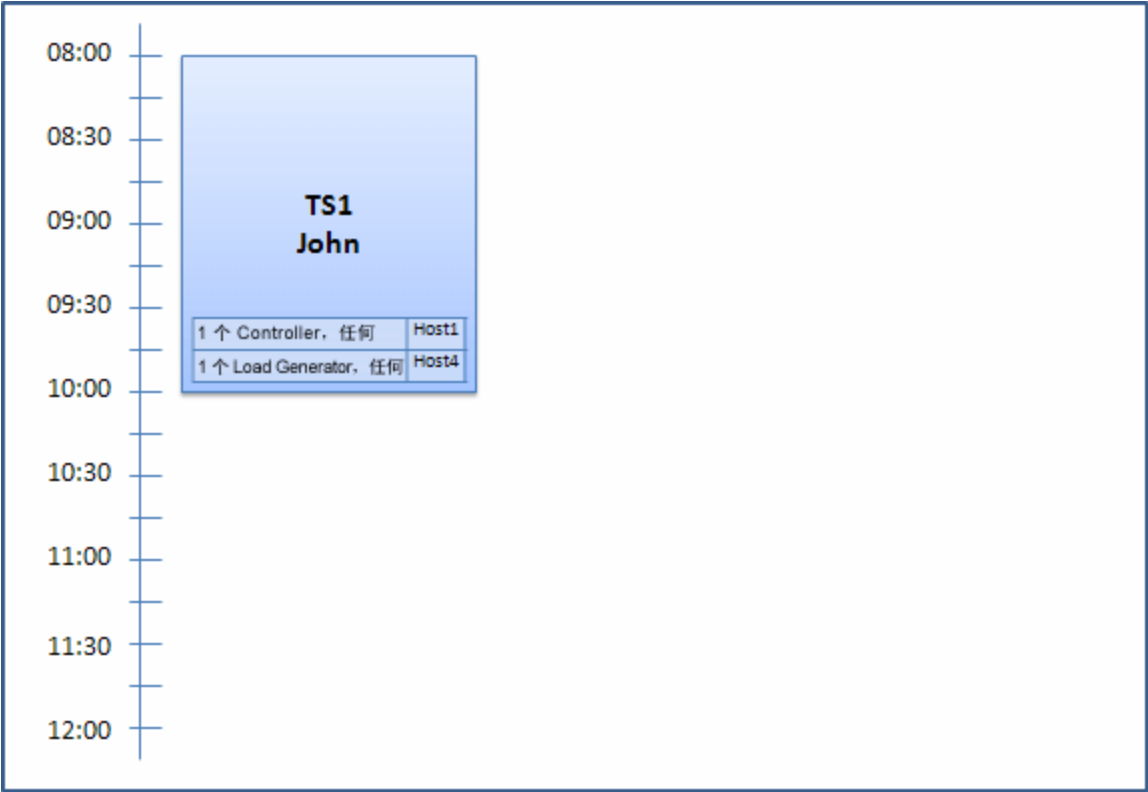 08:00
08:30
09:00
09:30
10:00
10:30
11:00
11:30
12:00
TS1
John
1 个 Controller，任何 Host1
1 个 Load Generator，任何 Host4